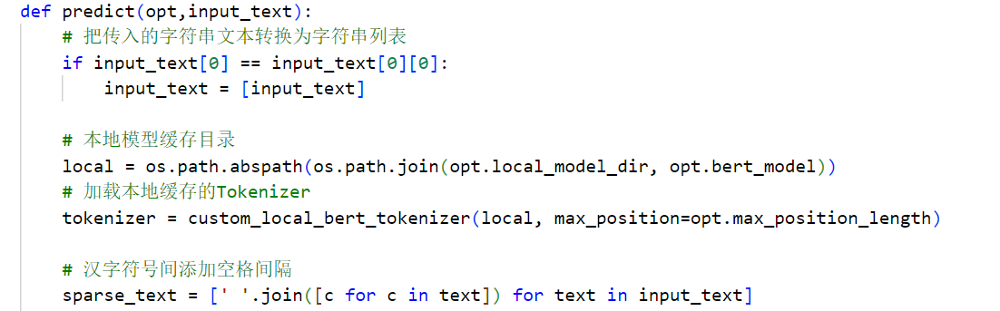 def predict(opt,input_text):
    # 把传入的字符串文本转换为字符串列表
    if input_text[0] == input_text[0][0]:
        input_text = [input_text]
    # 本地模型缓存目录
    local = os.path.abspath(os.path.join(opt.local_model_dir, opt.bert_model))
    # 加载本地缓存的Tokenizer
    tokenizer = custom_local_bert_tokenizer(local, max_position=opt.max_position_length)
    # 汉字符号间添加空格间隔
    sparse_text = [' '.join([c for c in text]) for text in input_text]